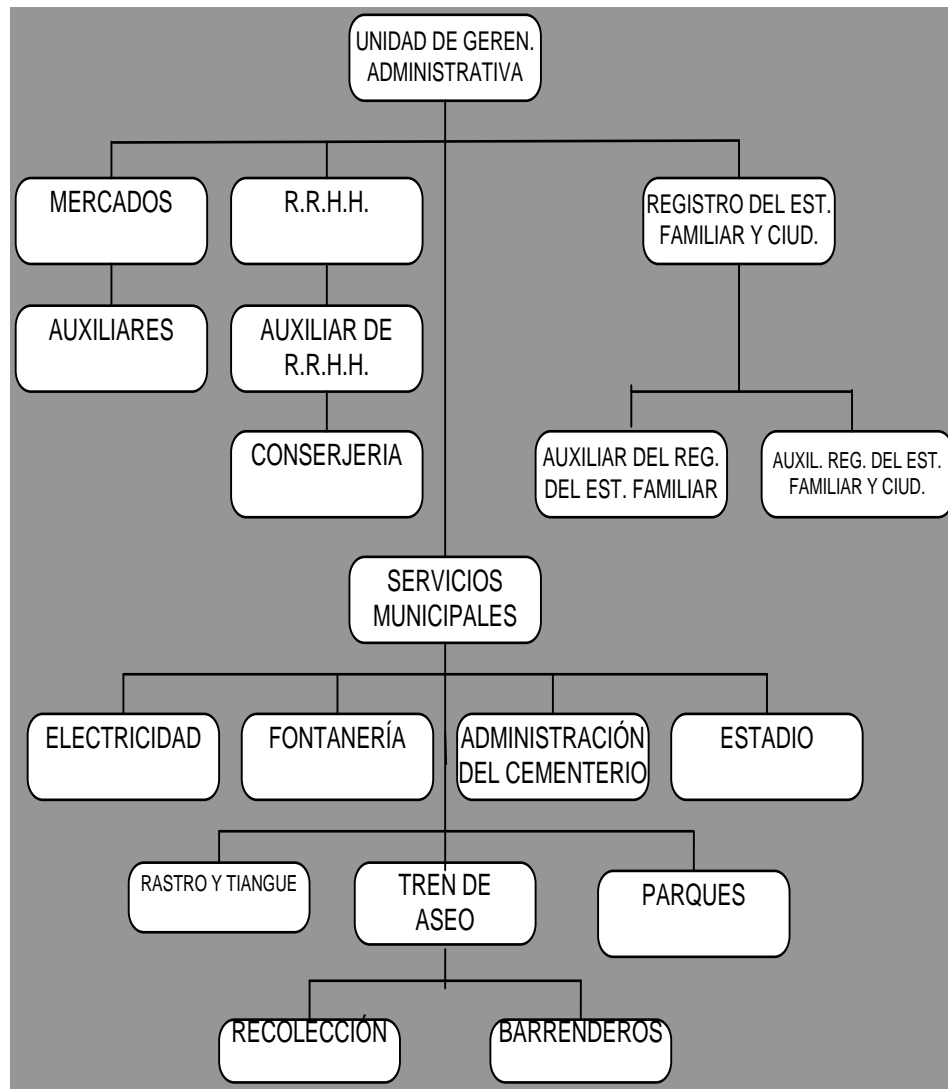 UNIDAD DE GEREN.
ADMINISTRATIVA
MERCADOS
R.R.H.H.
REGISTRO DEL EST.
FAMILIAR Y CIUD.
AUXILIARES
AUXILIAR DE
R.R.H.H.
CONSERJERIA
AUXILIAR DEL REG.
DEL EST. FAMILIAR
AUXIL. REG. DEL EST.
FAMILIAR Y CIUD.
SERVICIOS
MUNICIPALES
ELECTRICIDAD
FONTANERÍA
ADMINISTRACIÓN
DEL CEMENTERIO
ESTADIO
RASTRO Y TIANGUE
TREN DE
ASEO
PARQUES
RECOLECCIÓN
BARRENDEROS